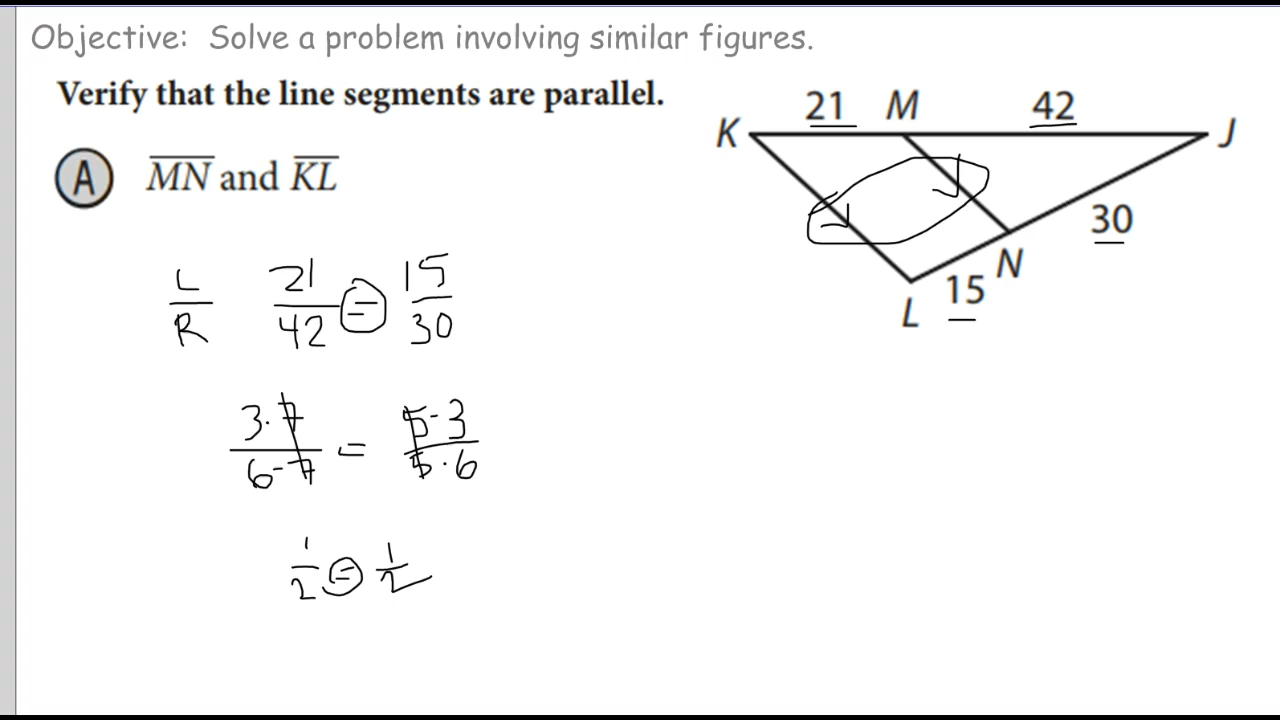 Objective: Solve a problem involving similar figures.
Verify that the line segments are parallel.
A MN and KL
K 21 M 42 J
30
N
15
L
L/R 21/42 = 15/30
3·7/6-7 = 5-3/5·6
1/2 = 1/2